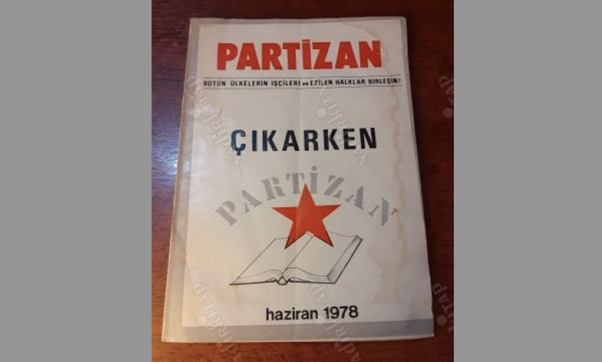 PARTİZAN
BÜTÜN ÜLKELERİN İŞÇİLERİ ve EZİLEN HALKLAR BİRLEŞİN!
ÇIKARKEN
PARTİZAN
haziran 1978